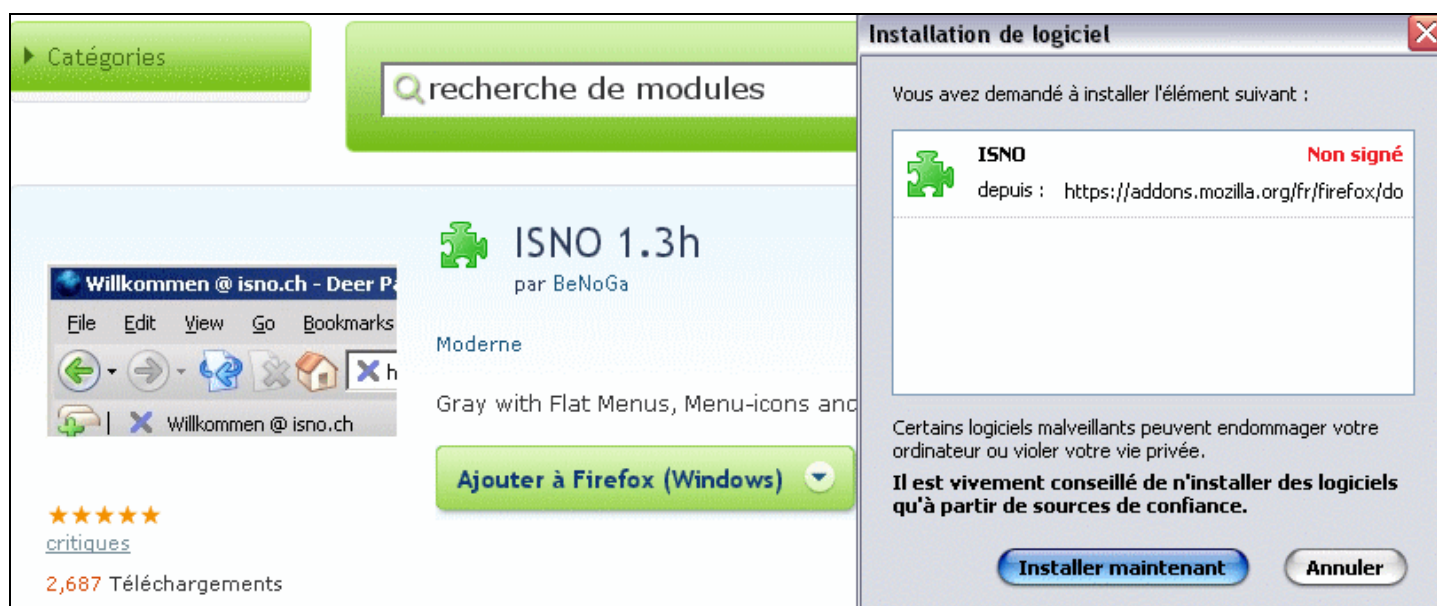 Catégories
recherche de modules
ISNO 1.3h
par BeNoGa
Willkommen @ isno.ch - Deer Pa
File Edit View Go Bookmarks
h
Willkommen @ isno.ch
Moderne
Gray with Flat Menus, Menu-icons and
Ajouter à Firefox (Windows)
critiques
2,687 Téléchargements
Installation de logiciel
Vous avez demandé à installer l'élément suivant :
ISNO Non signé
depuis : https://addons.mozilla.org/fr/firefox/do
Certains logiciels malveillants peuvent endommager votre
ordinateur ou violer votre vie privée.
Il est vivement conseillé de n'installer des logiciels
qu'à partir de sources de confiance.
Installer maintenant Annuler